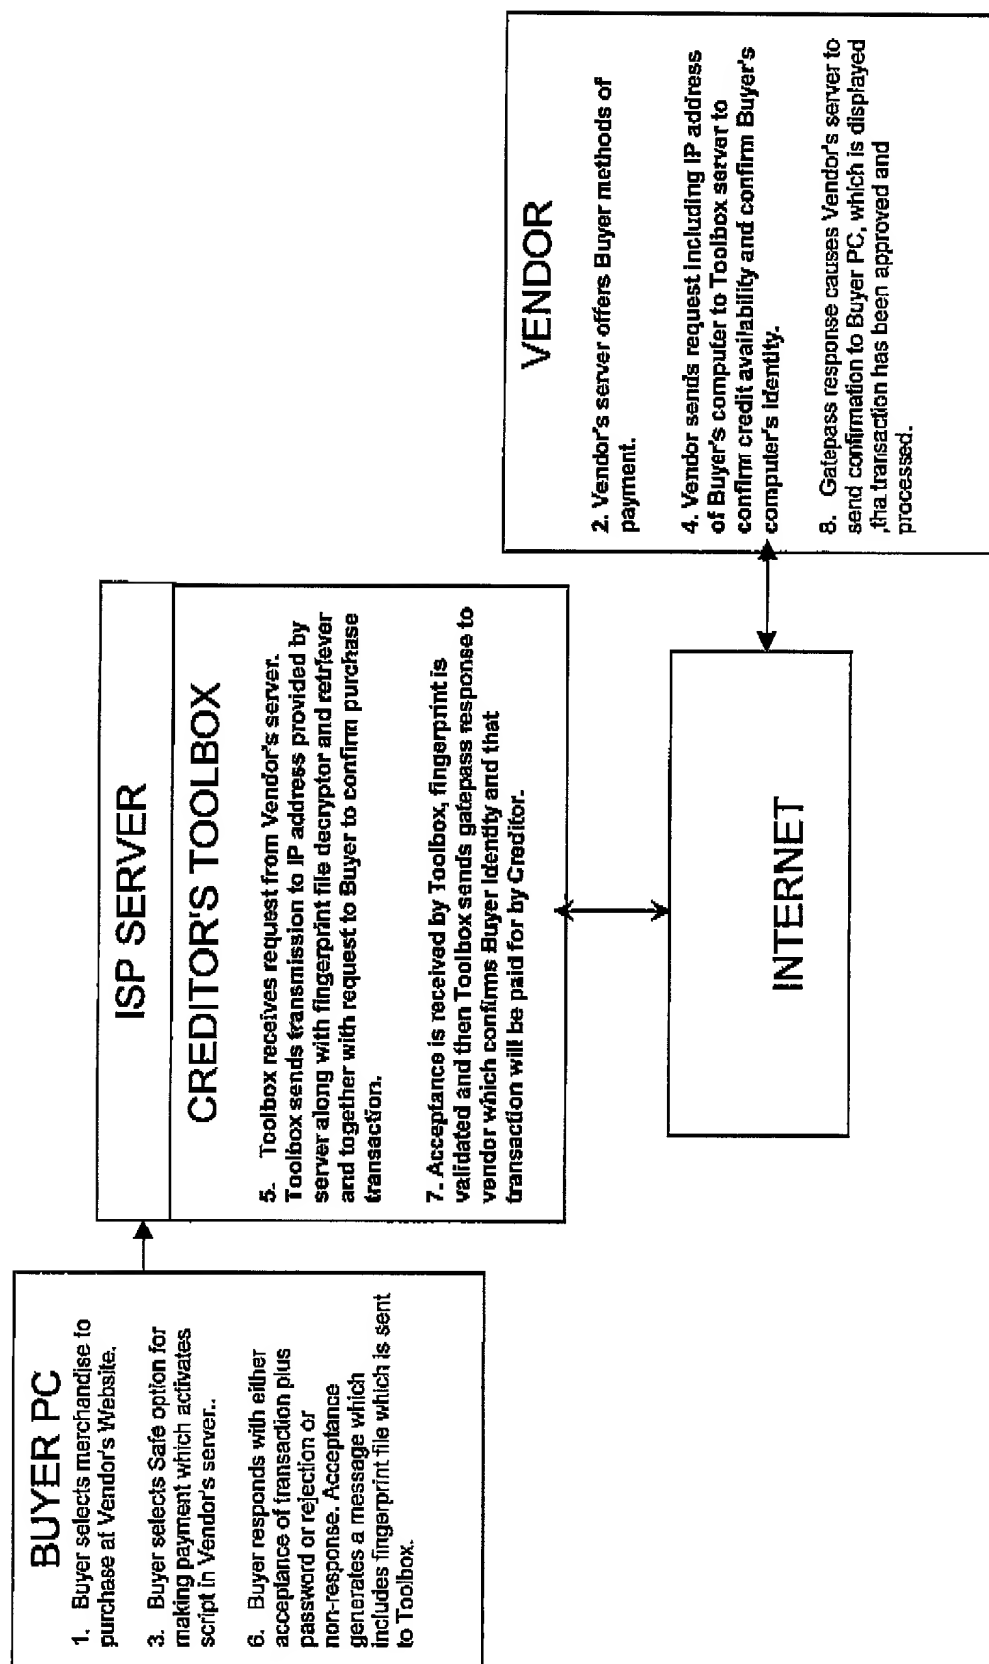 BUYER PC
1. Buyer selects merchandise to
purchase at Vendor's Website.
3. Buyer selects Safe option for
making payment which activates
script in Vendor's server..
6. Buyer responds with either
acceptance of transaction plus
password or rejection or
non-response. Acceptance
generates a message which
includes fingerprint file which is sent
to Toolbox.
ISP SERVER
CREDITOR'S TOOLBOX
5. Toolbox receives request from Vendor's server.
Toolbox sends transmission to IP address provided by
server along with fingerprint file decryptor and retriever
and together with request to Buyer to confirm purchase
transaction.
7. Acceptance is received by Toolbox, fingerprint is
validated and then Toolbox sends gatepass response to
vendor which confirms Buyer Identity and that
transaction will be paid for by Creditor.
INTERNET
VENDOR
2. Vendor's server offers Buyer methods of
payment.
4. Vendor sends request including IP address
of Buyer's computer to Toolbox server to
confirm credit availability and confirm Buyer's
computer's identity.
8. Gatepass response causes Vendor's server to
send confirmation to Buyer PC, which is displayed
,tha transaction has been approved and
processed.